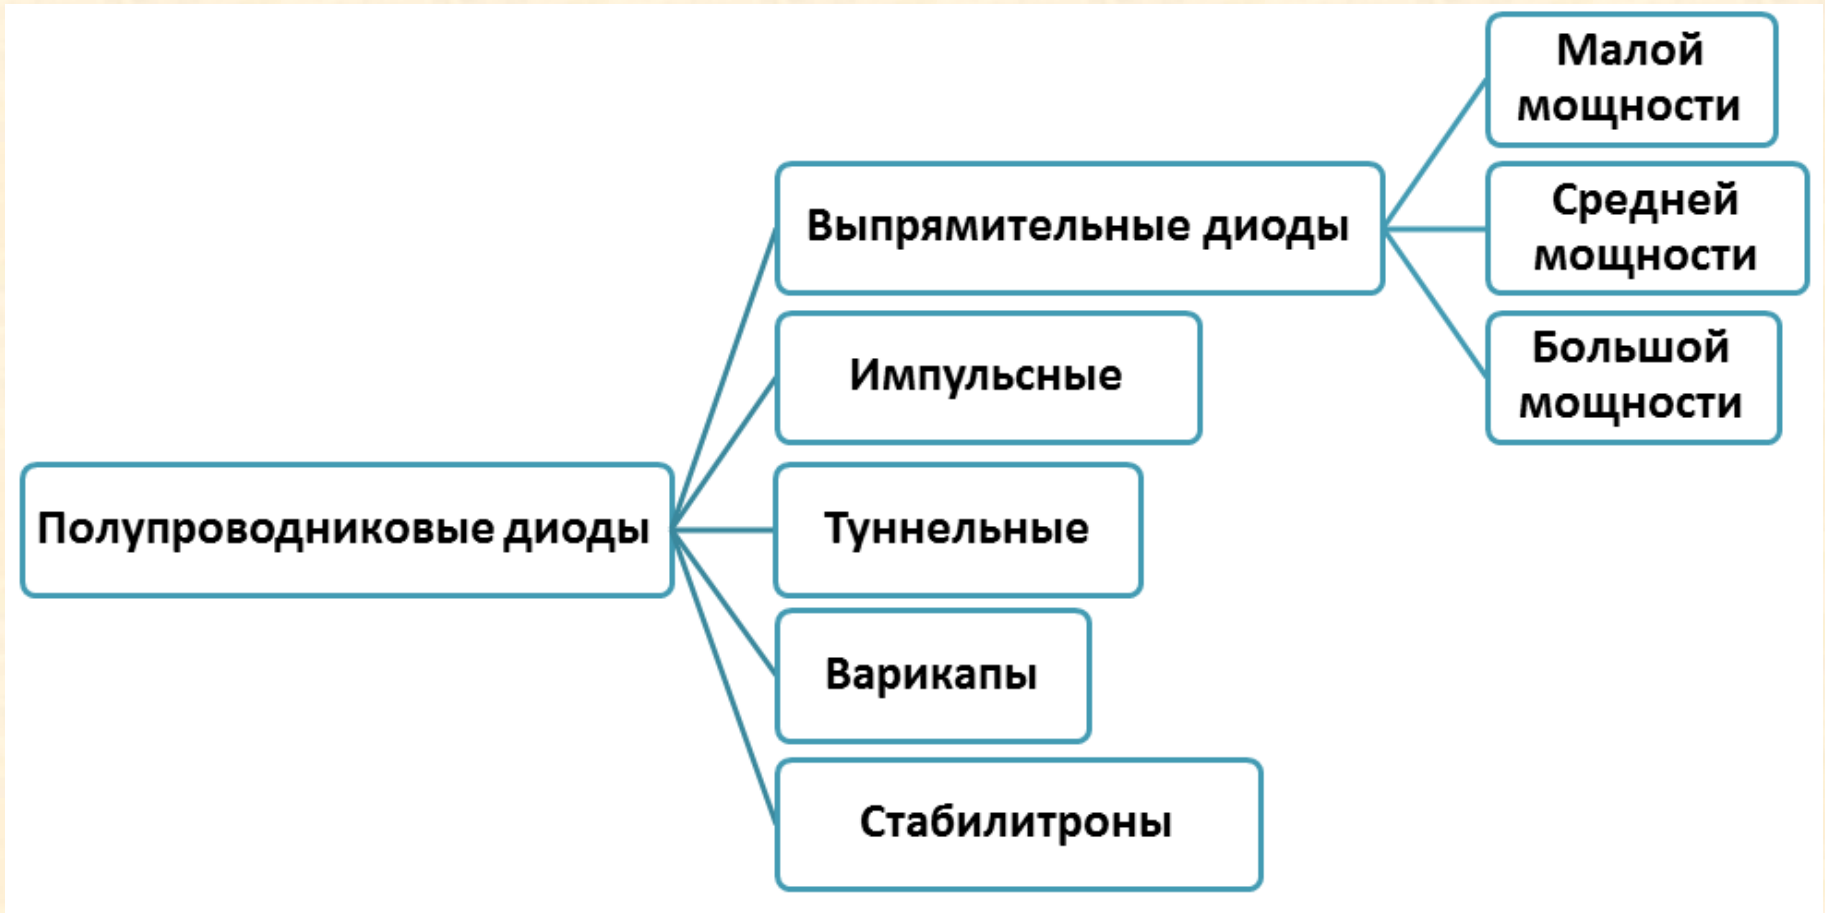 Полупроводниковые диоды
Выпрямительные диоды
Малой
мощности
Средней
мощности
Большой
мощности
Импульсные
Туннельные
Варикапы
Стабилитроны